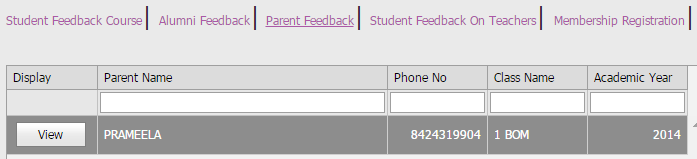 Student Feedback Course Alumni Feedback Parent Feedback Student Feedback On Teachers Membership Registration
Display Parent Name Phone No Class Name Academic Year
View PRAMEELA 8424319904 1 BOM 2014